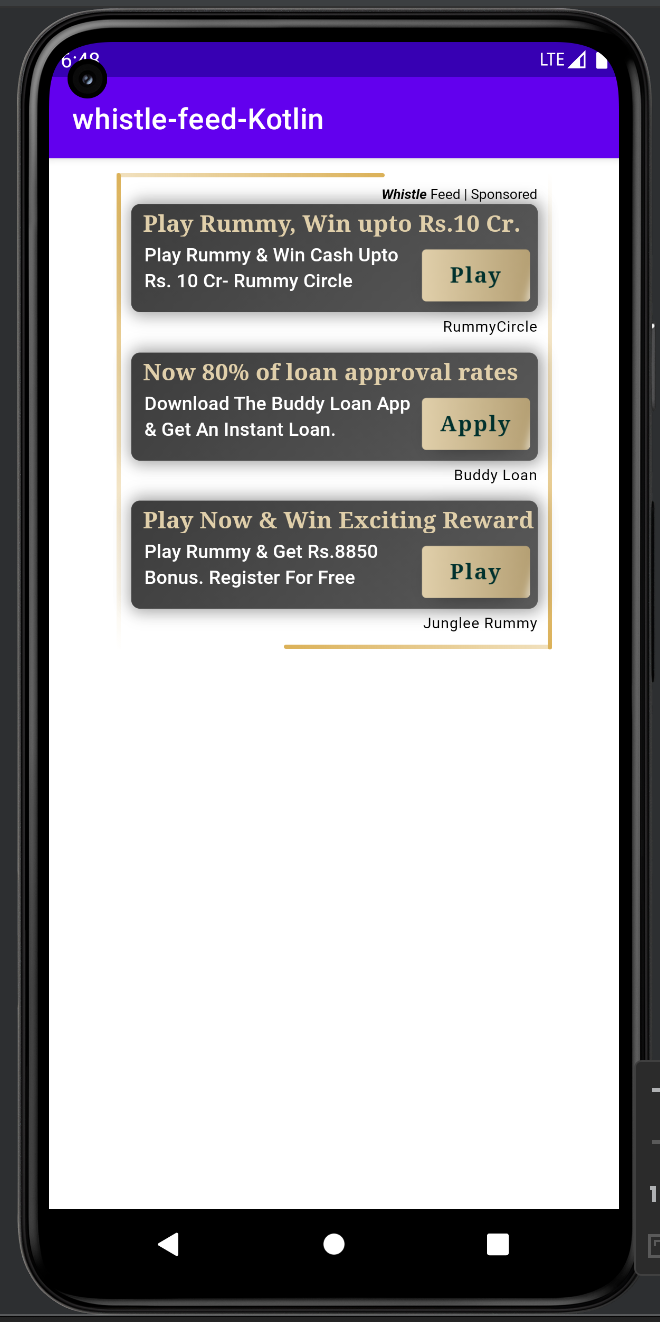 6:48 LTE
whistle-feed-Kotlin
Whistle Feed | Sponsored
Play Rummy, Win upto Rs.10 Cr.
Play Rummy & Win Cash Upto
Rs. 10 Cr- Rummy Circle
Play
RummyCircle
Now 80% of loan approval rates
Download The Buddy Loan App
& Get An Instant Loan.
Apply
Buddy Loan
Play Now & Win Exciting Reward
Play Rummy & Get Rs.8850
Bonus. Register For Free
Play
Junglee Rummy